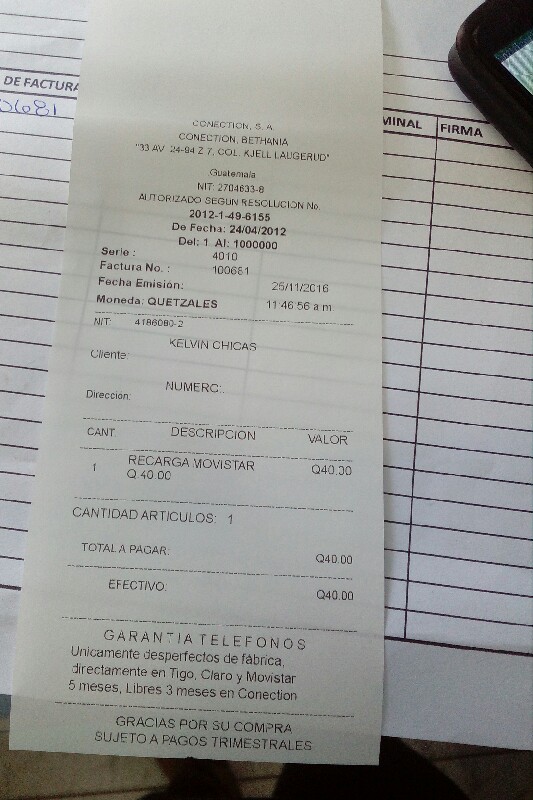 DE FACTURA
MINAL
FIRMA
0681
CONECTION, S. A
CONECTION, BETHANIA
"33 AV. 24-94 Z 7, COL. KJELL LAUGERUD"
Guatemala
NIT: 2704633-8
AUTORIZADO SEGUN RESOLUCION No.
2012-1-49-6155
De Fecha: 24/04/2012
Del: 1 Al: 1000000
Serie : 4010
Factura No. : 100681
Fecha Emisión: 25/11/2016
Moneda: QUETZALES 11:46:56 a m
NIT: 4186080-2
KELVIN CHICAS
Cliente:
NUMERC:.
Dirección:
CANT. DESCRIPCION VALOR
1 RECARGA MOVISTAR Q40.00
Q.40.00
CANTIDAD ARTICULOS: 1
TOTAL A PAGAR: Q40.00
EFECTIVO: Q40.00
GARANTIA TELEFONOS
Unicamente desperfectos de fábrica,
directamente en Tigo, Claro y Movistar
5 meses, Libres 3 meses en Conection
GRACIAS POR SU COMPRA
SUJETO A PAGOS TRIMESTRALES